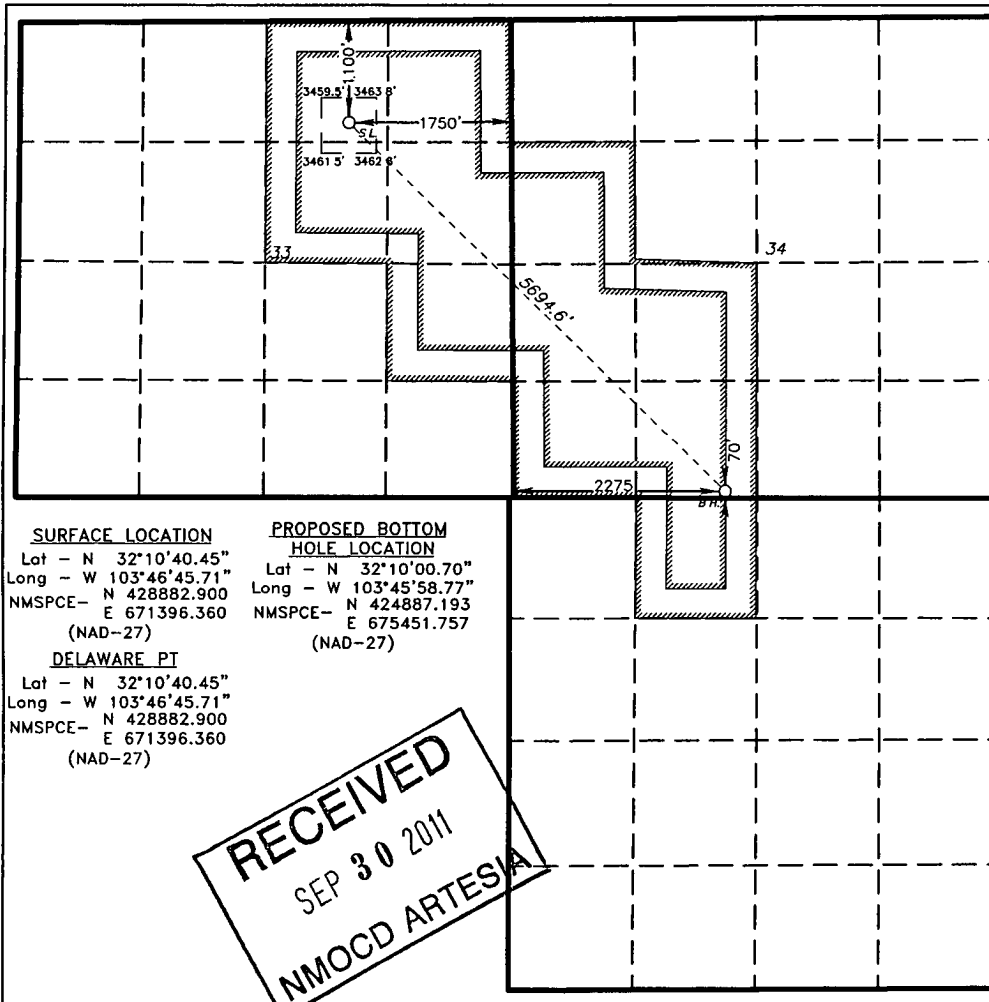 1100'
3459.5' 3463 8'
S.L.
1750'
3461 5' 3462 8'
33
34
5694.6'
70'
2275
B H.
SURFACE LOCATION
Lat – N 32°10'40.45"
Long – W 103°46'45.71"
NMSPCE– N 428882.900
E 671396.360
(NAD–27)
DELAWARE PT
Lat – N 32°10'40.45"
Long – W 103°46'45.71"
NMSPCE– N 428882.900
E 671396.360
(NAD–27)
PROPOSED BOTTOM
HOLE LOCATION
Lat – N 32°10'00.70"
Long – W 103°45'58.77"
NMSPCE– N 424887.193
E 675451.757
(NAD–27)
RECEIVED
SEP 30 2011
NMOCD ARTESIA